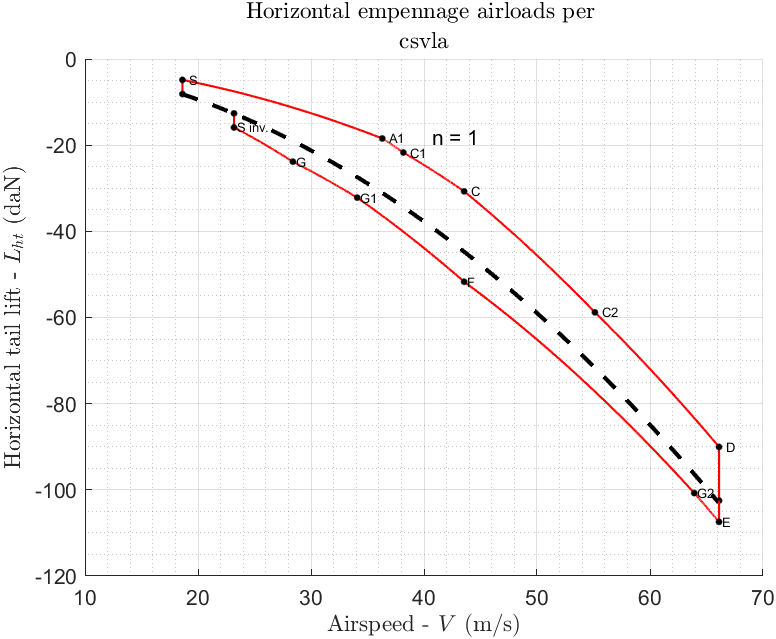 Horizontal empennage airloads per
csvla
Horizontal tail lift - L_ht (daN)
0
-20
-40
-60
-80
-100
-120
S
S inv.
A1
n = 1
C1
G
C
G1
F
C2
D
G2
E
10
20
30
40
50
60
70
Airspeed - V (m/s)